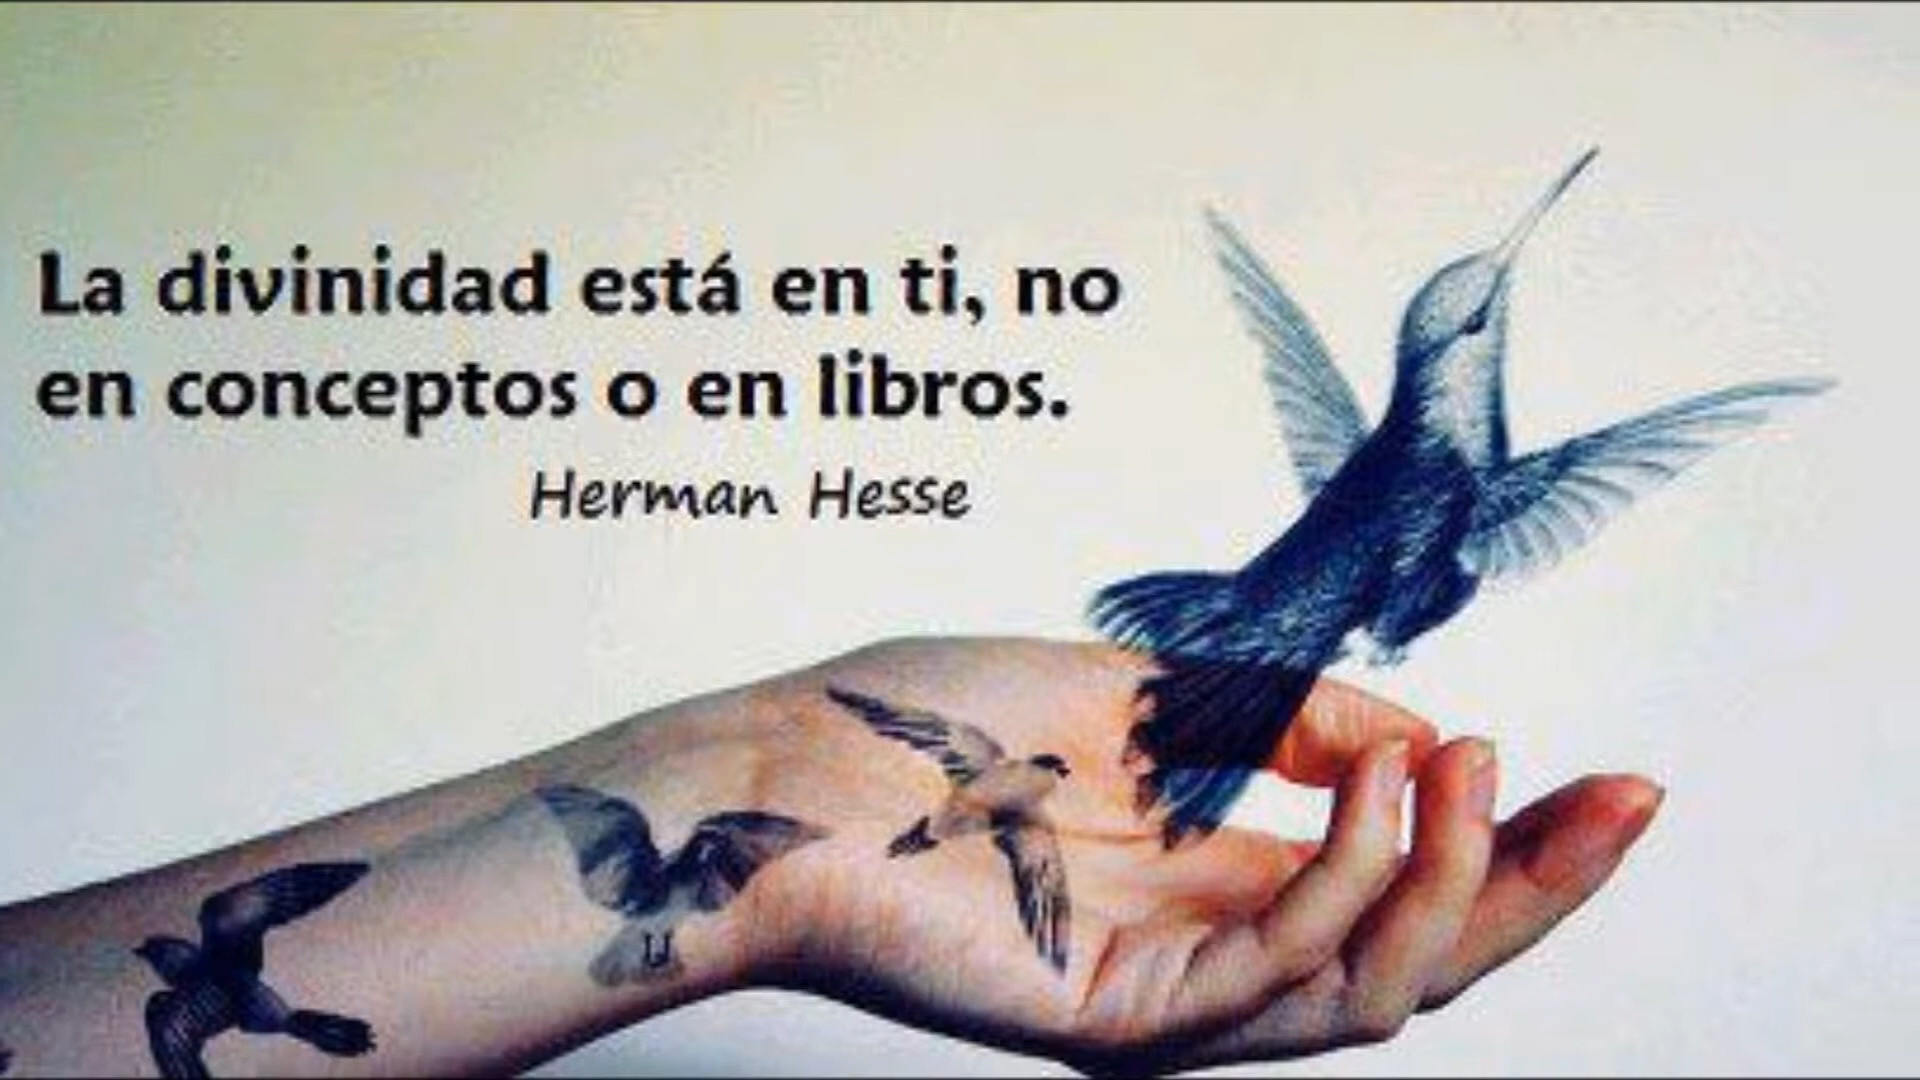 La divinidad está en ti, no
en conceptos o en libros.
Herman Hesse